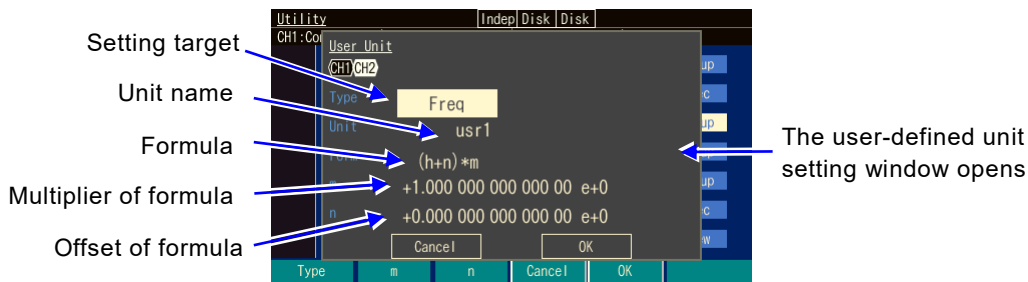 Utility
Indep Disk Disk
CH1:Co
User Unit
CH1 CH2
Type
Freq
Unit
usr1
(h+n)*m
m
+1.000 000 000 000 00 e+0
n
+0.000 000 000 000 00 e+0
Cancel
OK
up
c
up
up
c
w
Type
m
n
Cancel
OK
Setting target
Unit name
Formula
Multiplier of formula
Offset of formula
The user-defined unit
setting window opens